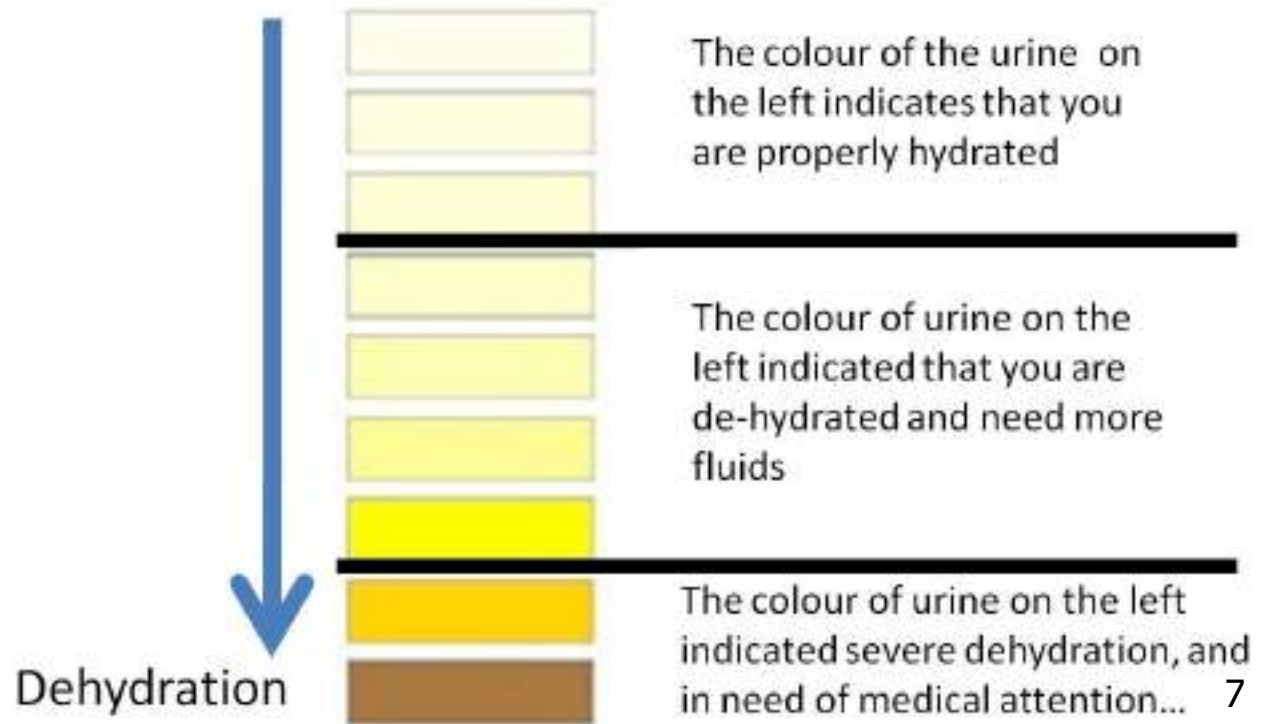 The colour of the urine on
the left indicates that you
are properly hydrated
The colour of urine on the
left indicated that you are
de-hydrated and need more
fluids
The colour of urine on the left
indicated severe dehydration, and
in need of medical attention...
Dehydration
7